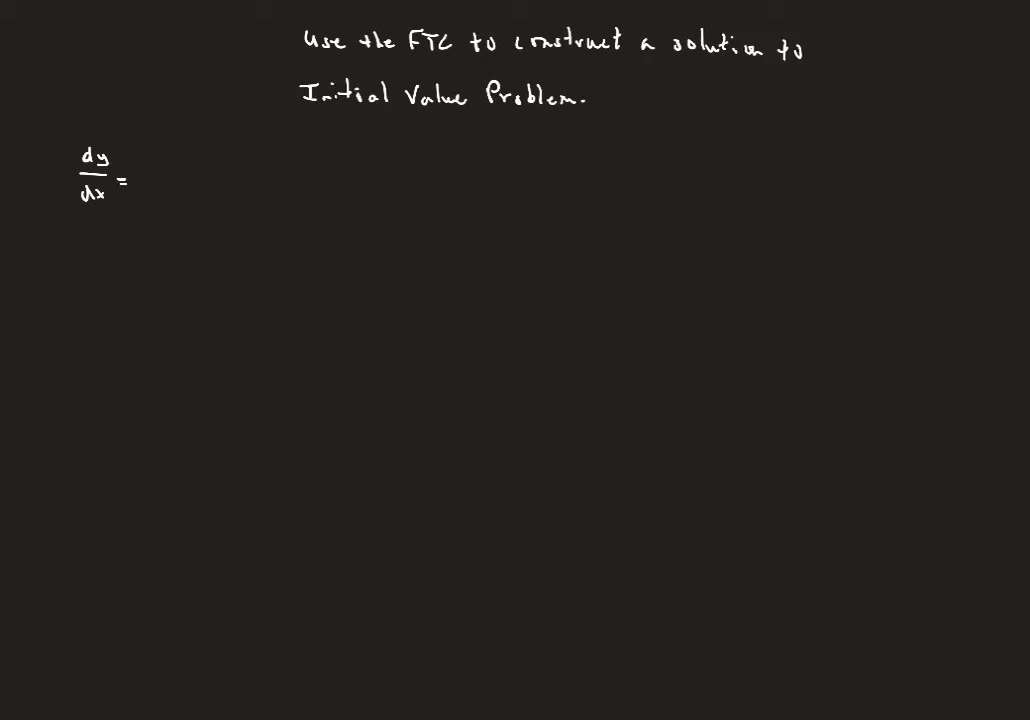 Use the FTC to construct a solution to
Initial Value Problem.
dy
dx =